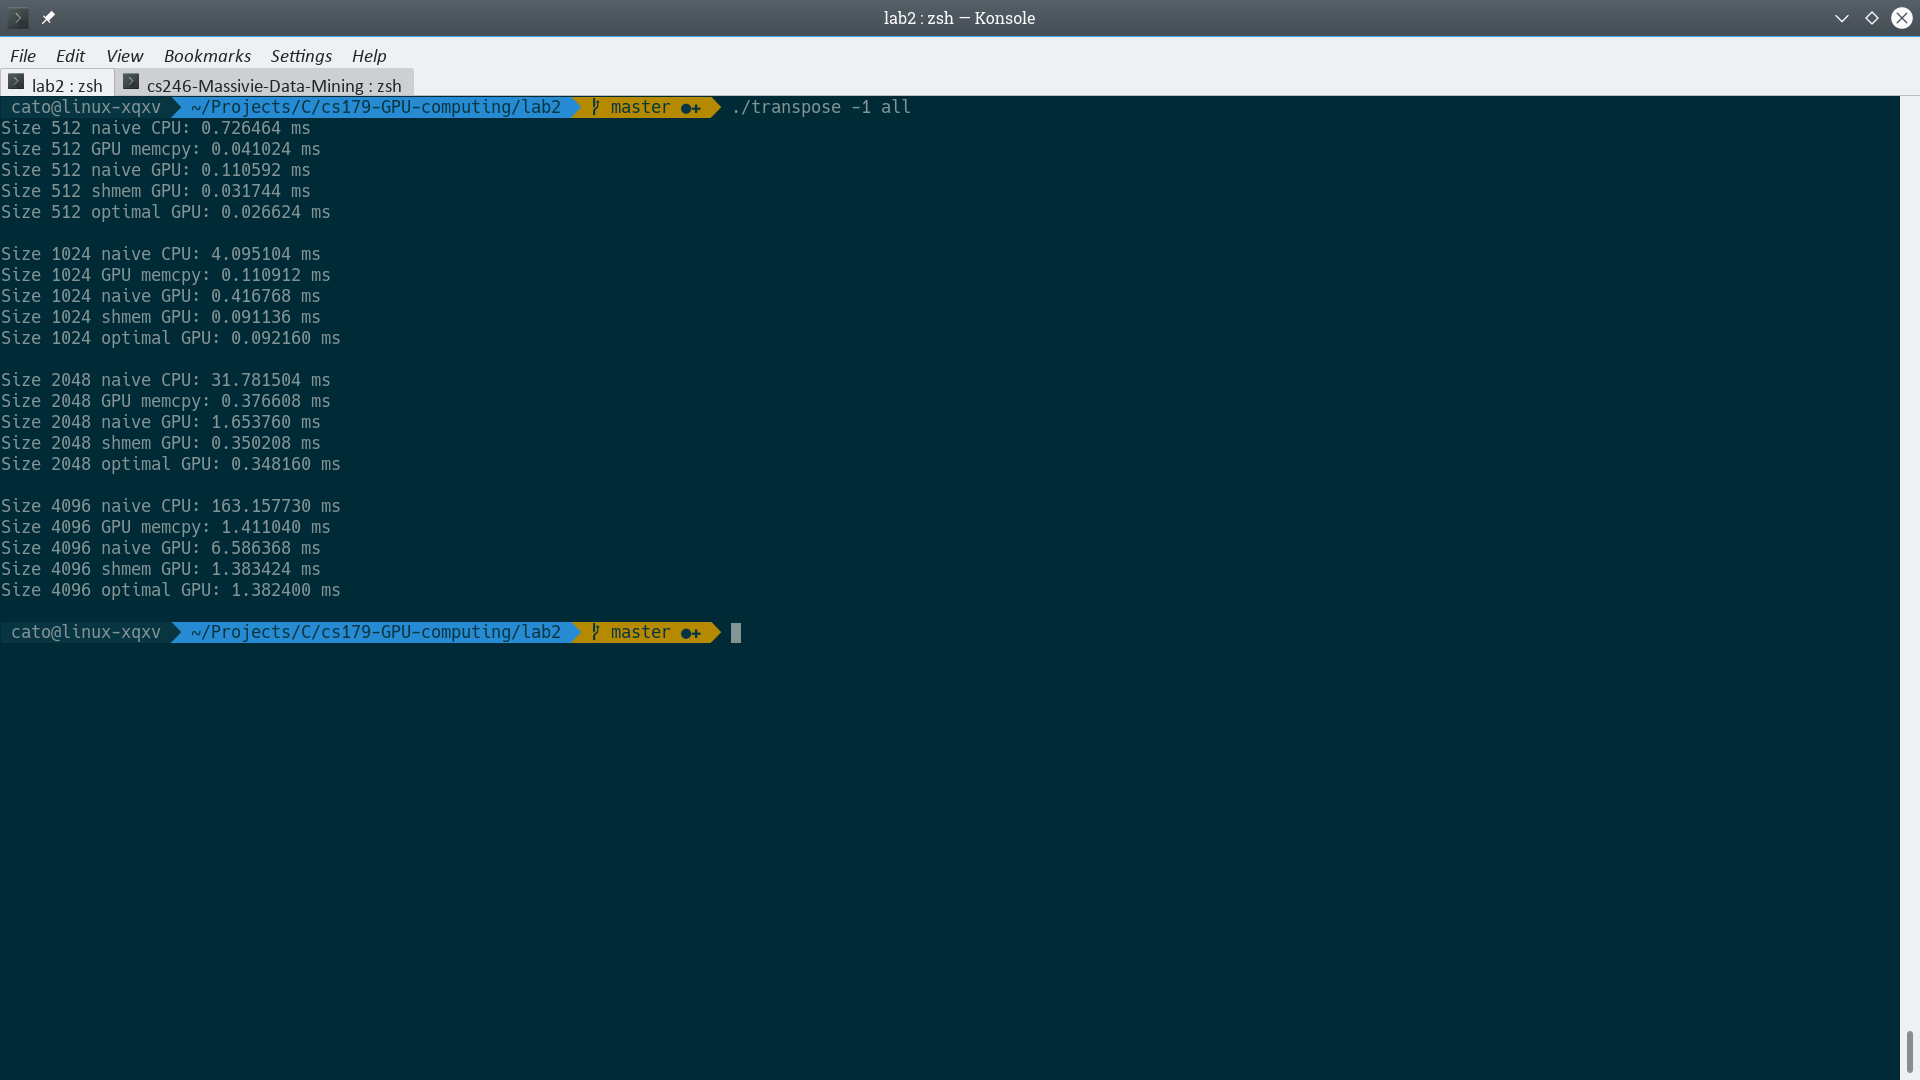 lab2 : zsh — Konsole
File Edit View Bookmarks Settings Help
lab2 : zsh cs246-Massivie-Data-Mining : zsh
cato@linux-xqxv ~/Projects/C/cs179-GPU-computing/lab2 master ●+ ./transpose -1 all
Size 512 naive CPU: 0.726464 ms
Size 512 GPU memcpy: 0.041024 ms
Size 512 naive GPU: 0.110592 ms
Size 512 shmem GPU: 0.031744 ms
Size 512 optimal GPU: 0.026624 ms
Size 1024 naive CPU: 4.095104 ms
Size 1024 GPU memcpy: 0.110912 ms
Size 1024 naive GPU: 0.416768 ms
Size 1024 shmem GPU: 0.091136 ms
Size 1024 optimal GPU: 0.092160 ms
Size 2048 naive CPU: 31.781504 ms
Size 2048 GPU memcpy: 0.376608 ms
Size 2048 naive GPU: 1.653760 ms
Size 2048 shmem GPU: 0.350208 ms
Size 2048 optimal GPU: 0.348160 ms
Size 4096 naive CPU: 163.157730 ms
Size 4096 GPU memcpy: 1.411040 ms
Size 4096 naive GPU: 6.586368 ms
Size 4096 shmem GPU: 1.383424 ms
Size 4096 optimal GPU: 1.382400 ms
cato@linux-xqxv ~/Projects/C/cs179-GPU-computing/lab2 master ●+